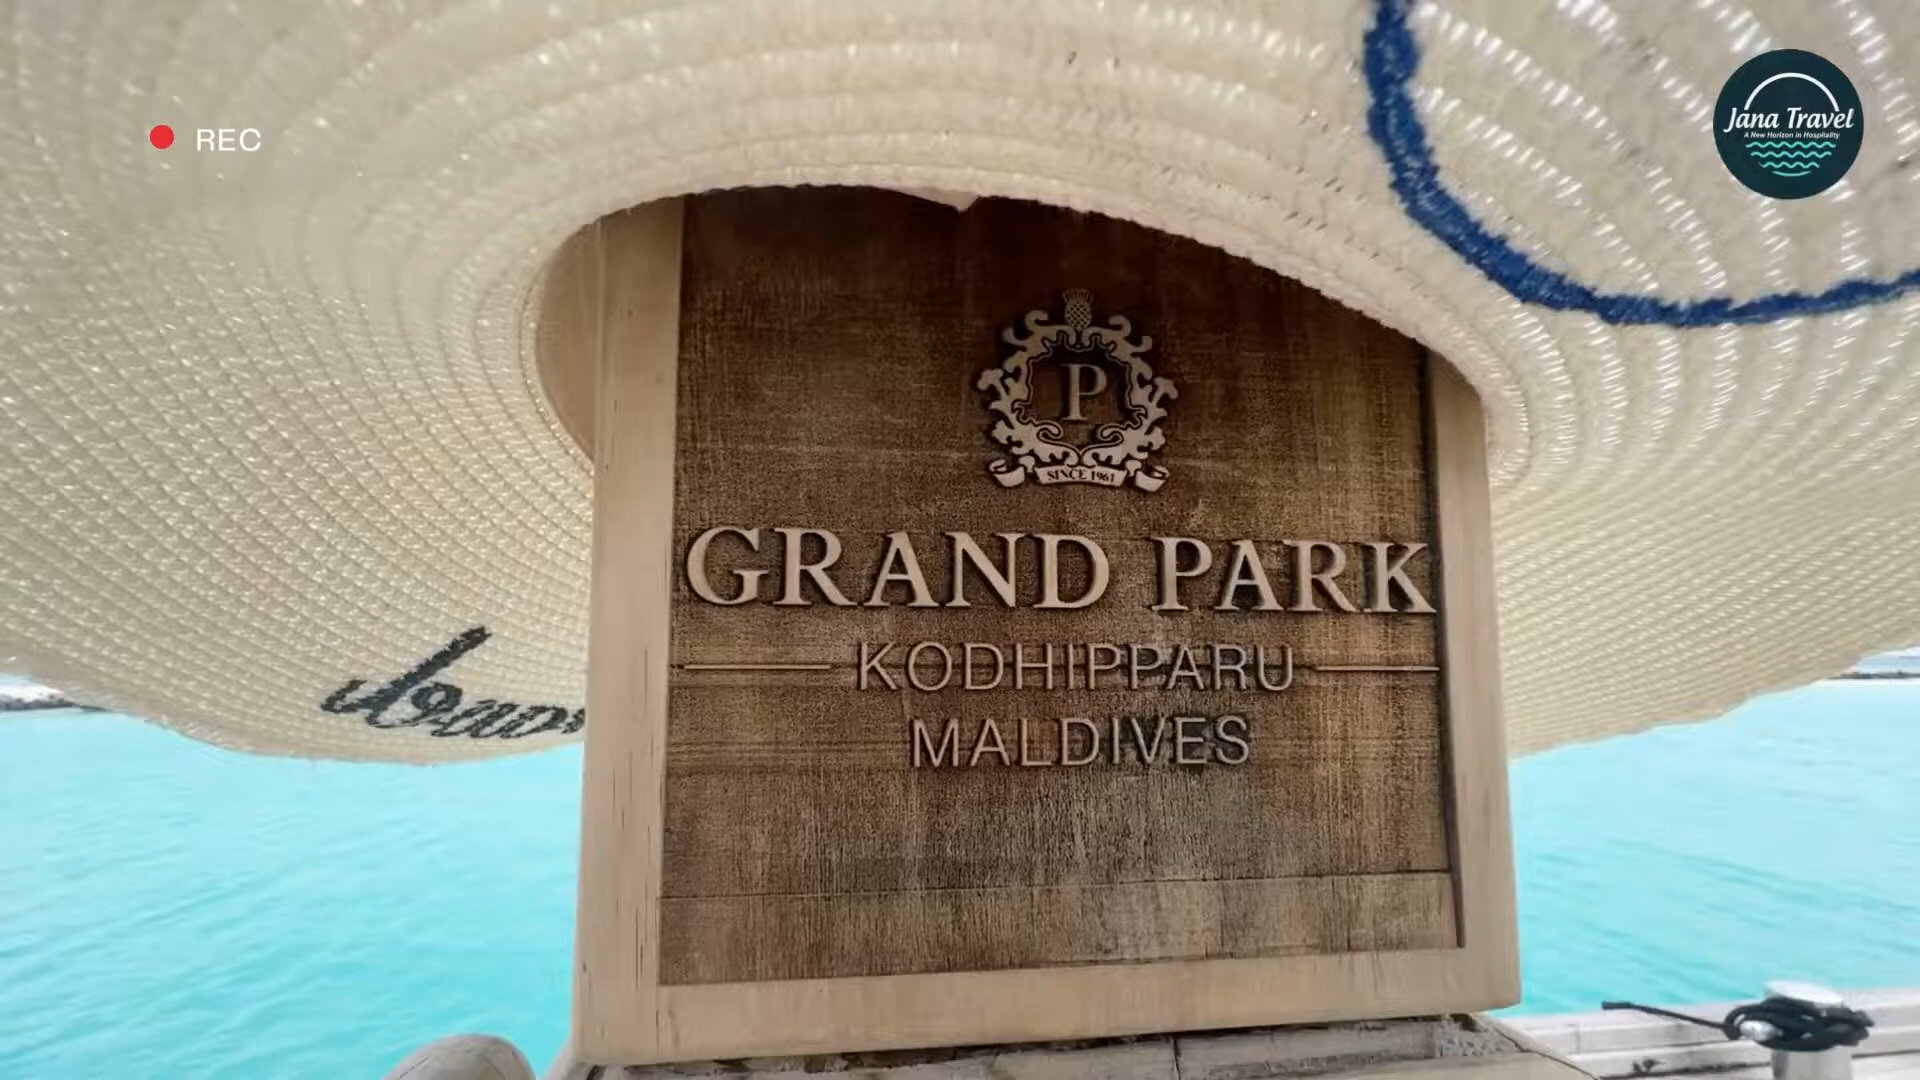 REC
Jana Travel
A New Horizon in Hospitality
P
SINCE 1961
GRAND PARK
KODHIPPARU
MALDIVES